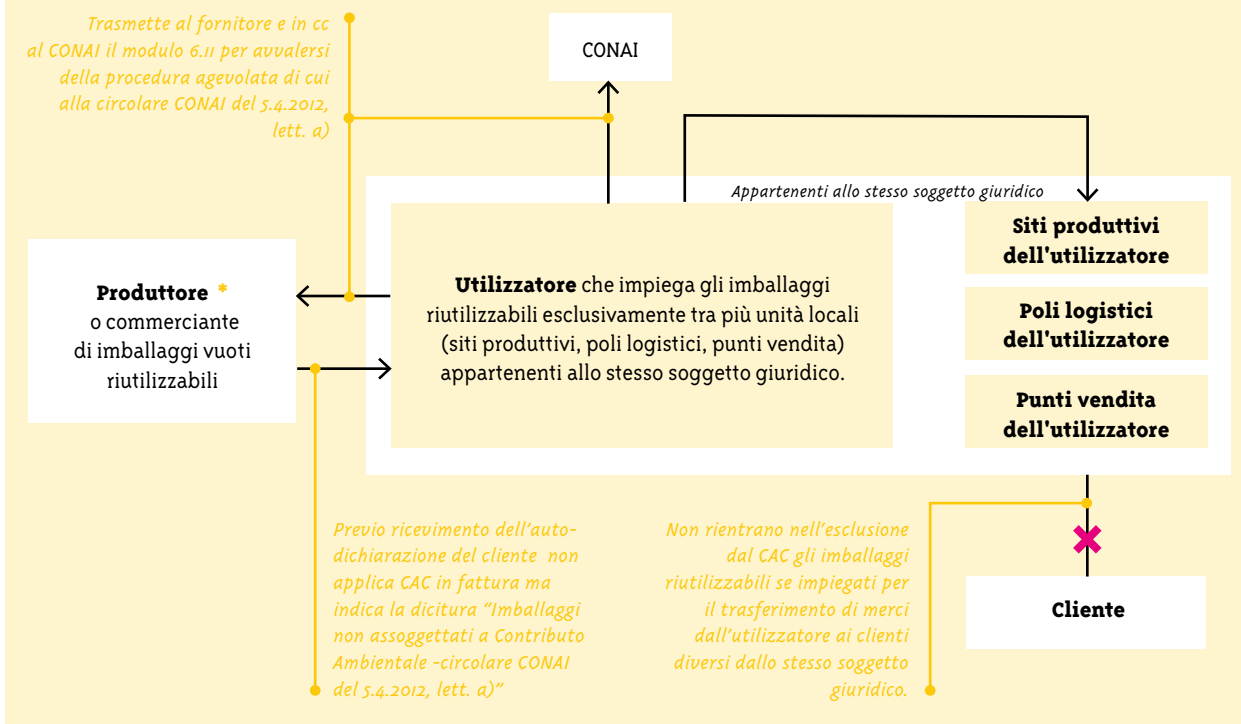 Trasmette al fornitore e in cc
al CONAI il modulo 6.11 per avvalersi
della procedura agevolata di cui
alla circolare CONAI del 5.4.2012,
lett. a)
CONAI
Appartenenti allo stesso soggetto giuridico
Produttore *
o commerciante
di imballaggi vuoti
riutilizzabili
Utilizzatore che impiega gli imballaggi
riutilizzabili esclusivamente tra più unità locali
(siti produttivi, poli logistici, punti vendita)
appartenenti allo stesso soggetto giuridico.
Siti produttivi
dell'utilizzatore
Poli logistici
dell'utilizzatore
Punti vendita
dell'utilizzatore
Previo ricevimento dell'auto-
dichiarazione del cliente non
applica CAC in fattura ma
indica la dicitura "Imballaggi
non assoggettati a Contributo
Ambientale -circolare CONAI
del 5.4.2012, lett. a)"
Non rientrano nell'esclusione
dal CAC gli imballaggi
riutilizzabili se impiegati per
il trasferimento di merci
dall'utilizzatore ai clienti
diversi dallo stesso soggetto
giuridico.
Cliente